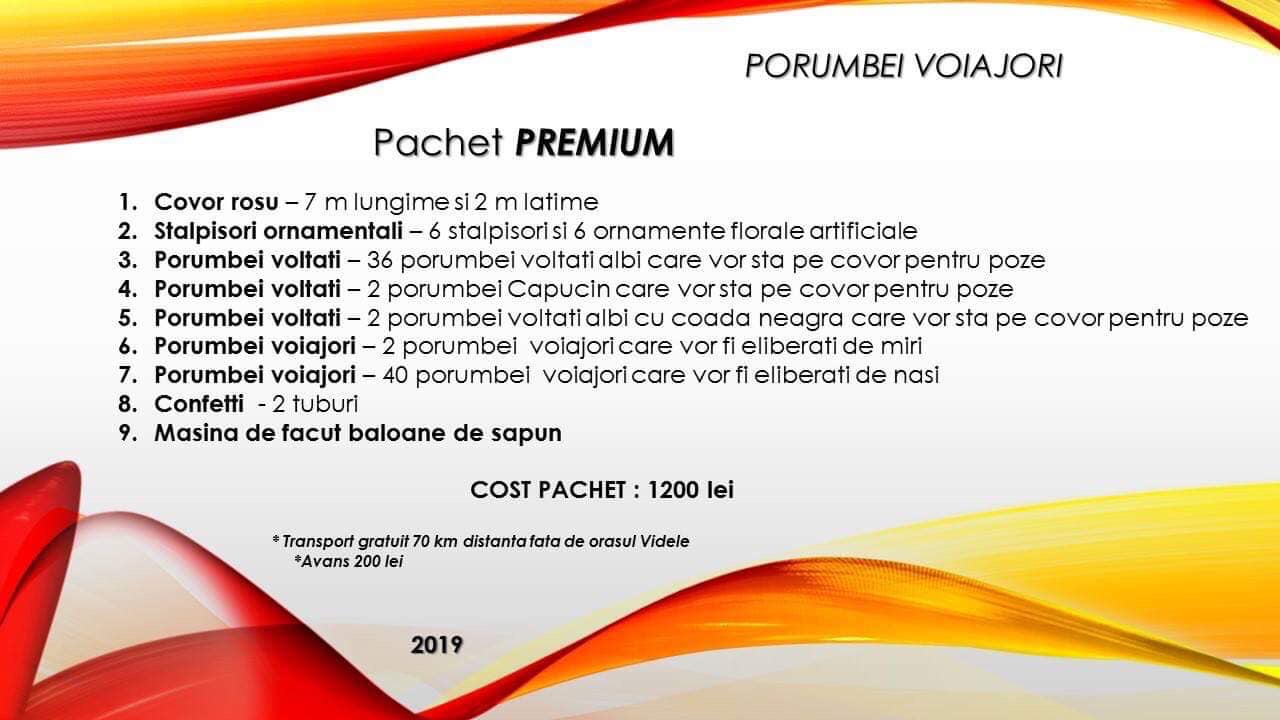 PORUMBEI VOIAJORI
Pachet PREMIUM
1. Covor rosu – 7 m lungime si 2 m latime
2. Stalpisori ornamentali – 6 stalpisori si 6 ornamente florale artificiale
3. Porumbei voltati – 36 porumbei voltati albi care vor sta pe covor pentru poze
4. Porumbei voltati – 2 porumbei Capucin care vor sta pe covor pentru poze
5. Porumbei voltati – 2 porumbei voltati albi cu coada neagra care vor sta pe covor pentru poze
6. Porumbei voiajori – 2 porumbei voiajori care vor fi eliberati de miri
7. Porumbei voiajori – 40 porumbei voiajori care vor fi eliberati de nasi
8. Confetti - 2 tuburi
9. Masina de facut baloane de sapun
COST PACHET : 1200 lei
* Transport gratuit 70 km distanta fata de orasul Videle
*Avans 200 lei
2019